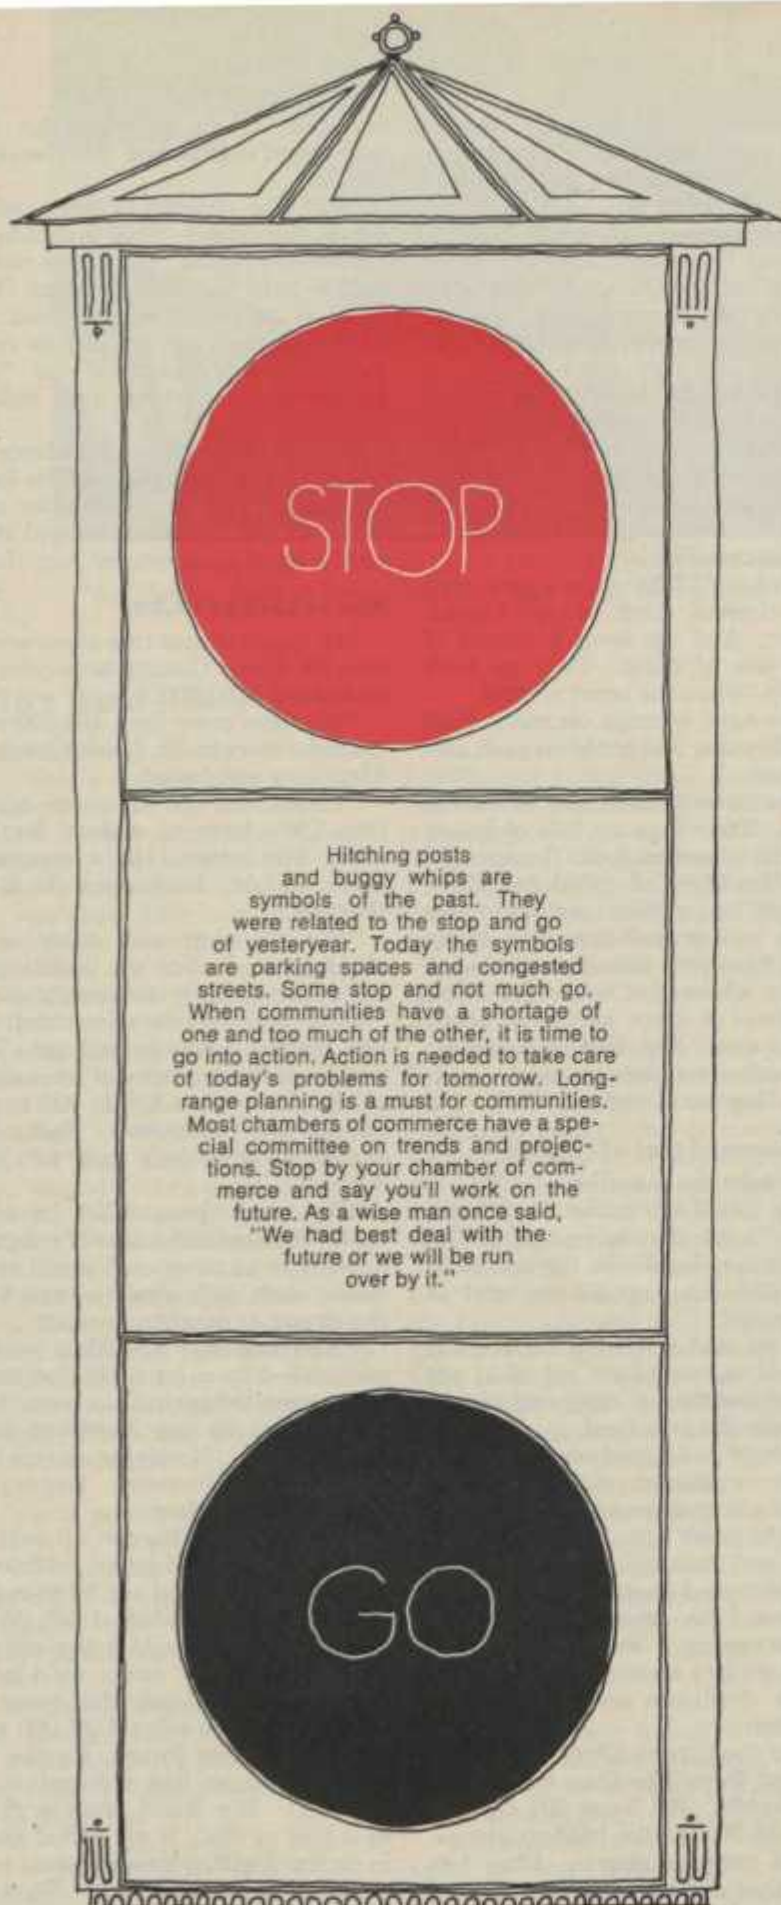 STOP
Hitching posts
and buggy whips are
symbols of the past. They
were related to the stop and go
of yesteryear. Today the symbols
are parking spaces and congested
streets. Some stop and not much go.
When communities have a shortage of
one and too much of the other, it is time to
go into action. Action is needed to take care
of today's problems for tomorrow. Long-
range planning is a must for communities.
Most chambers of commerce have a spe-
cial committee on trends and projec-
tions. Stop by your chamber of com-
merce and say you'll work on the
future. As a wise man once said,
"We had best deal with the
future or we will be run
over by it."
GO